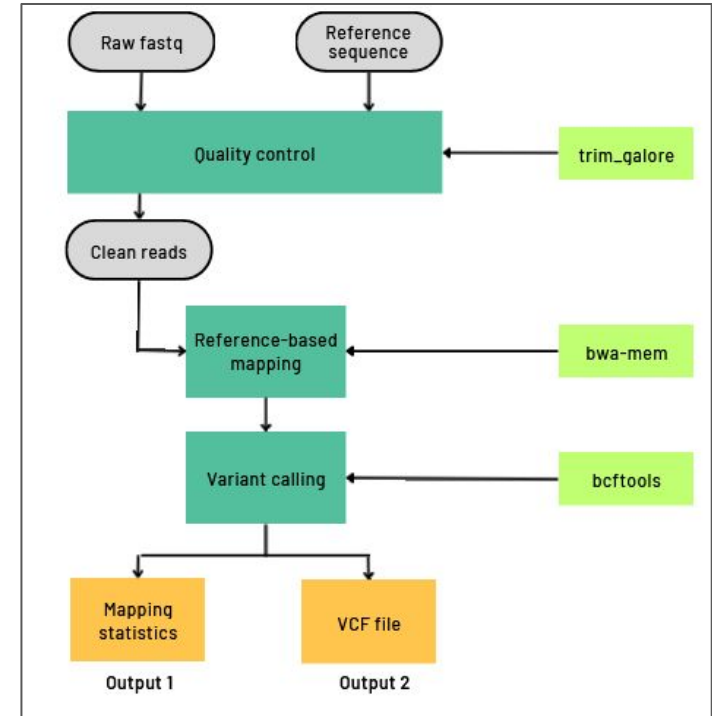 Raw fastq
Reference
sequence
Quality control
trim_galore
Clean reads
Reference-based
mapping
bwa-mem
Variant calling
bcftools
Mapping
statistics
VCF file
Output 1
Output 2